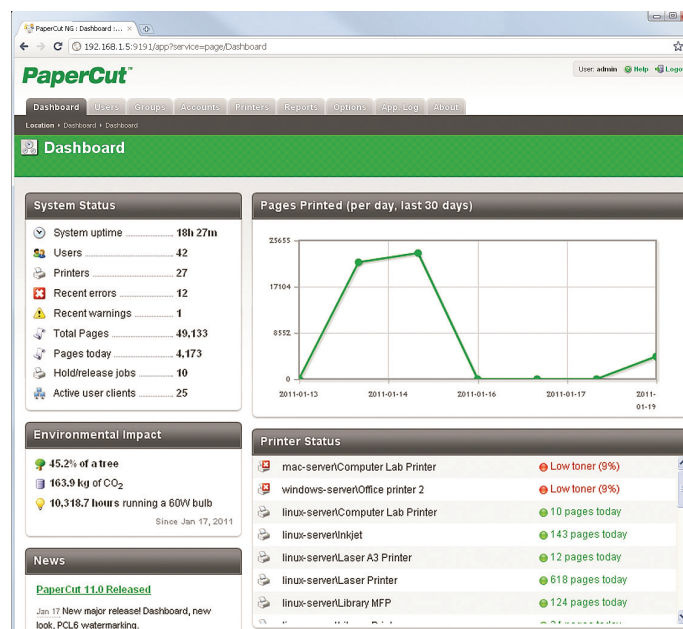 PaperCut NG : Dashboard :...
192.168.1.5:9191/app?service=page/Dashboard
PaperCut™
User: admin Help Logo
Dashboard Users Groups Accounts Printers Reports Options App. Log About
Location Dashboard Dashboard
Dashboard
System Status
System uptime 18h 27m
Users 42
Printers 27
Recent errors 12
Recent warnings 1
Total Pages 49,133
Pages today 4,173
Hold/release jobs 10
Active user clients 25
Environmental Impact
45.2% of a tree
163.9 kg of CO2
10,318.7 hours running a 60W bulb
Since Jan 17, 2011
News
PaperCut 11.0 Released
Jan 17 New major release! Dashboard, new
look, PCL6 watermarking.
Pages Printed (per day, last 30 days)
25655
17104
8552
0
2011-01-13 2011-01-14 2011-01-16 2011-01-17 2011-
01-19
Printer Status
mac-server\Computer Lab Printer Low toner (9%)
windows-server\Office printer 2 Low toner (9%)
linux-server\Computer Lab Printer 10 pages today
linux-server\Inkjet 143 pages today
linux-server\Laser A3 Printer 12 pages today
linux-server\Laser Printer 618 pages today
linux-server\Library MFP 124 pages today